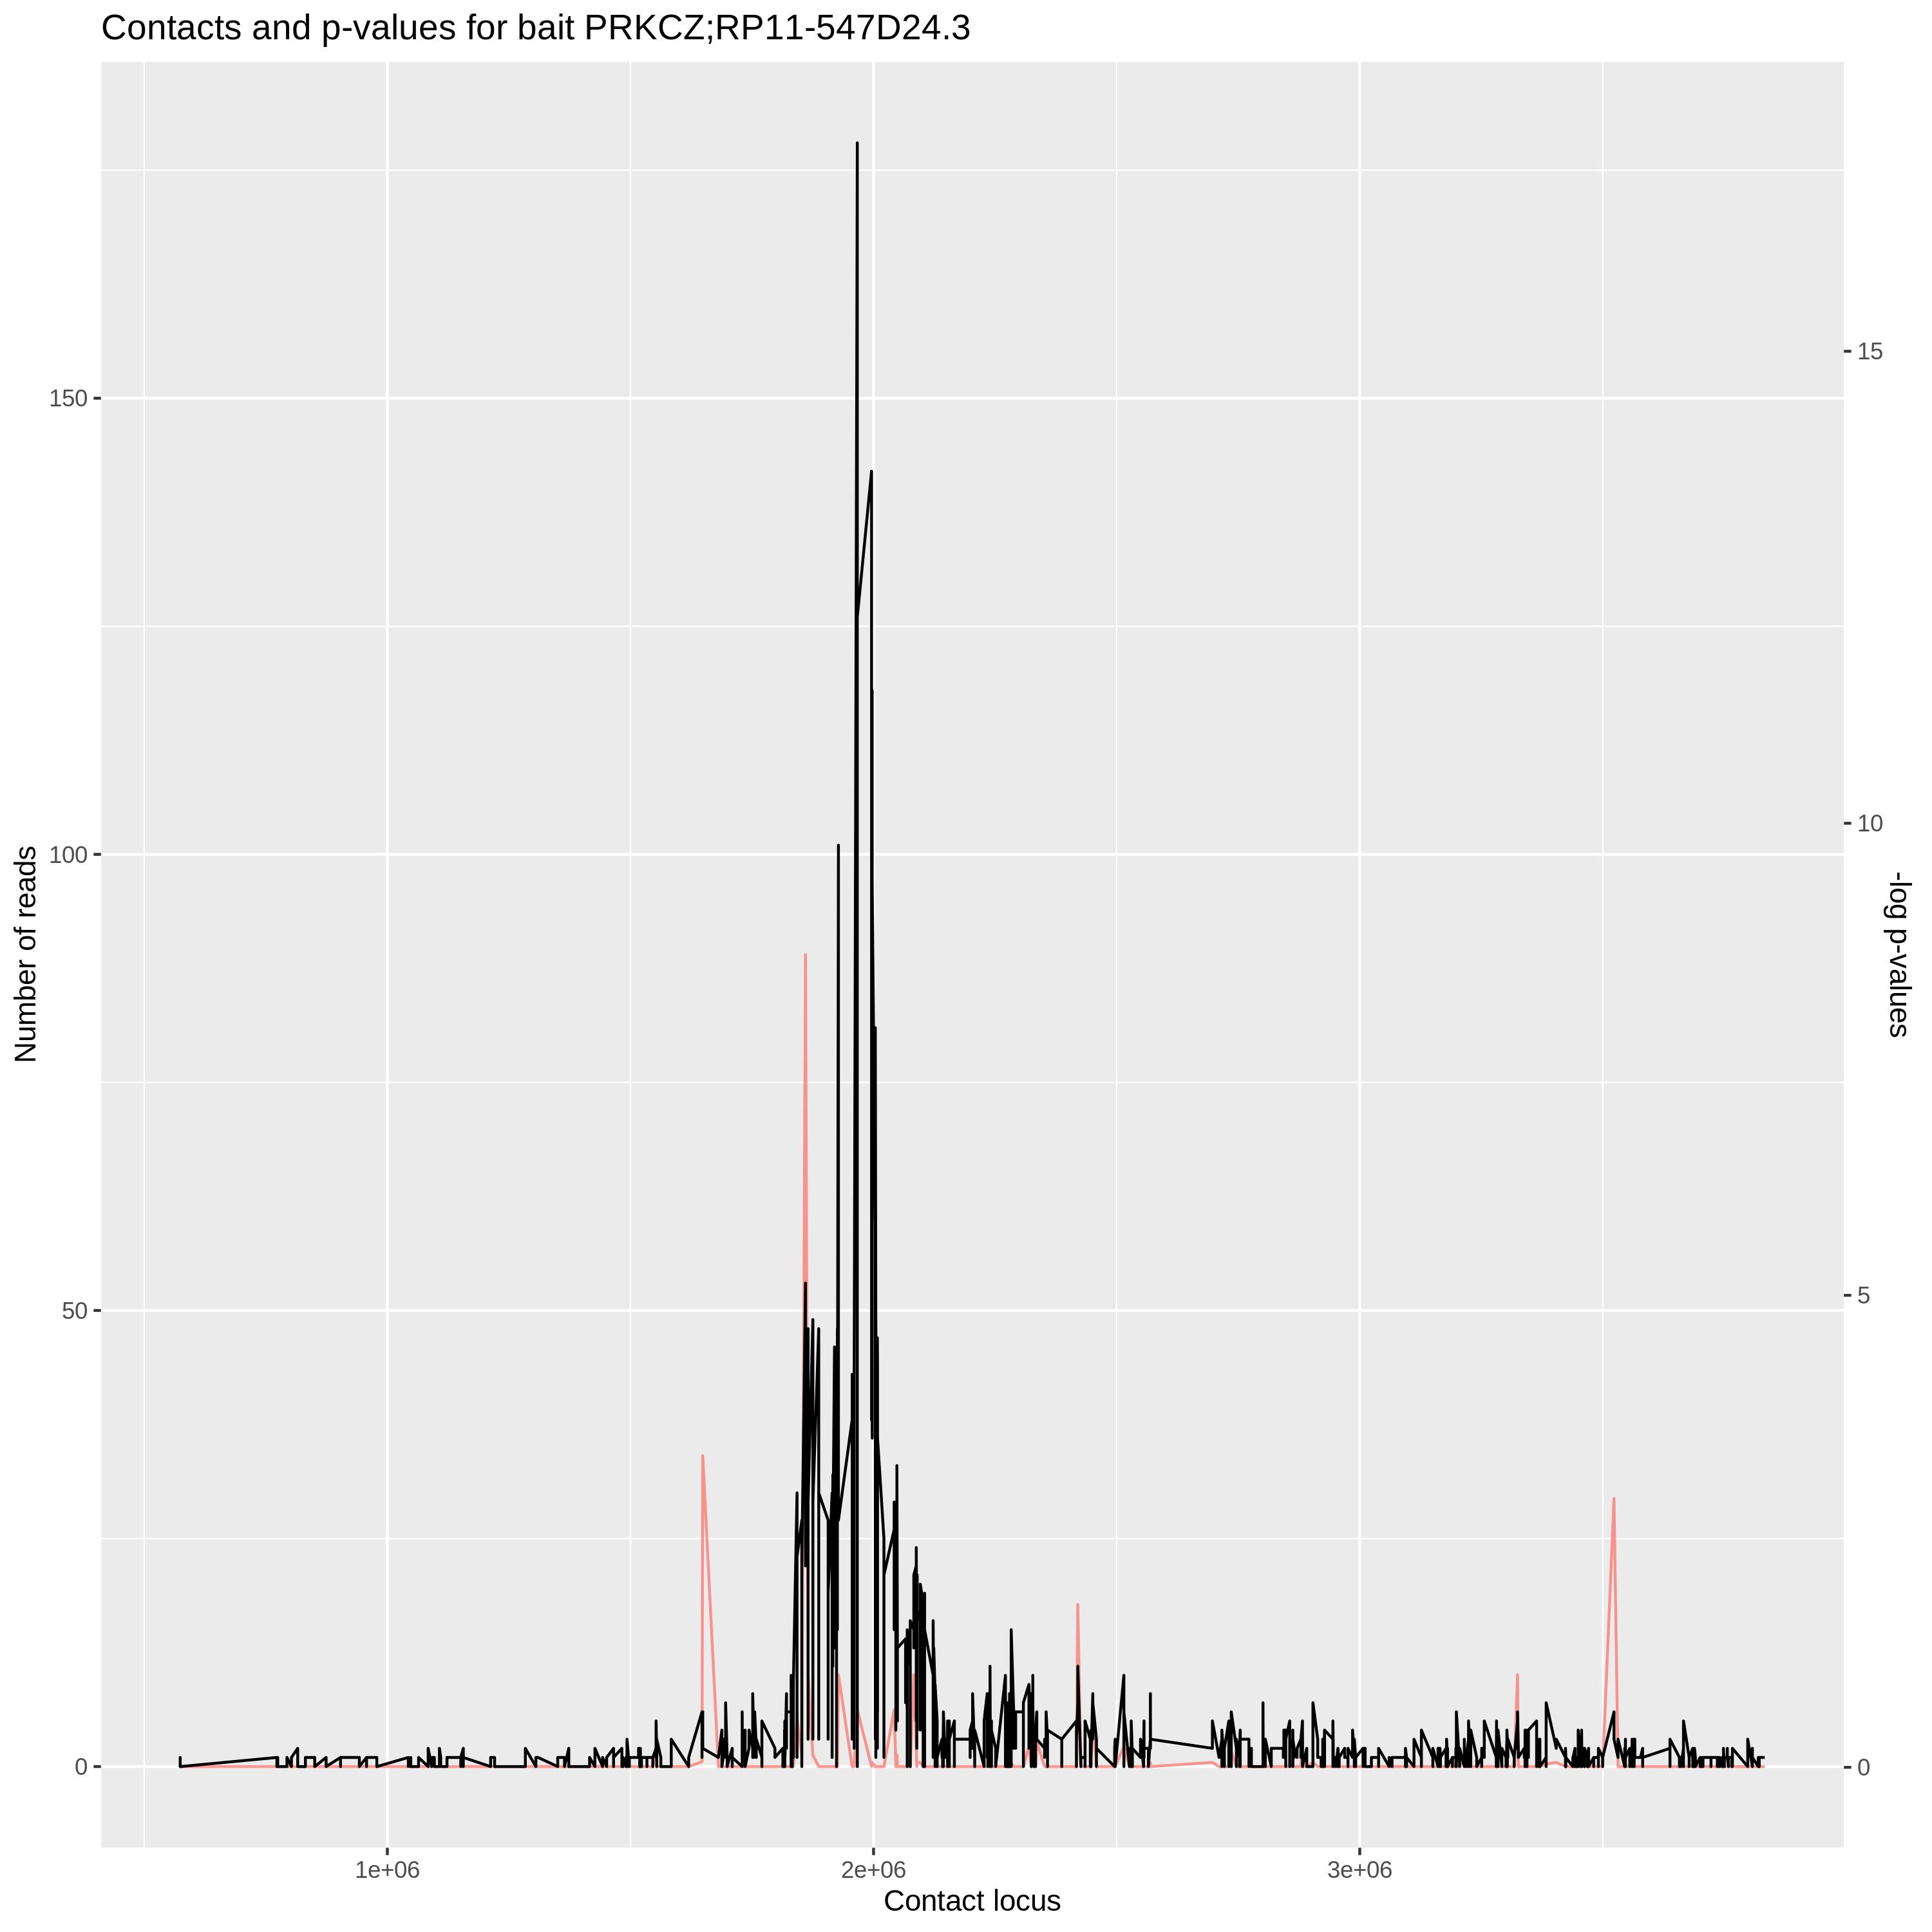 Contacts and p-values for bait PRKCZ;RP11-547D24.3
150
100
50
0
Number of reads
15
10
5
0
-log p-values
1e+06
2e+06
3e+06
Contact locus